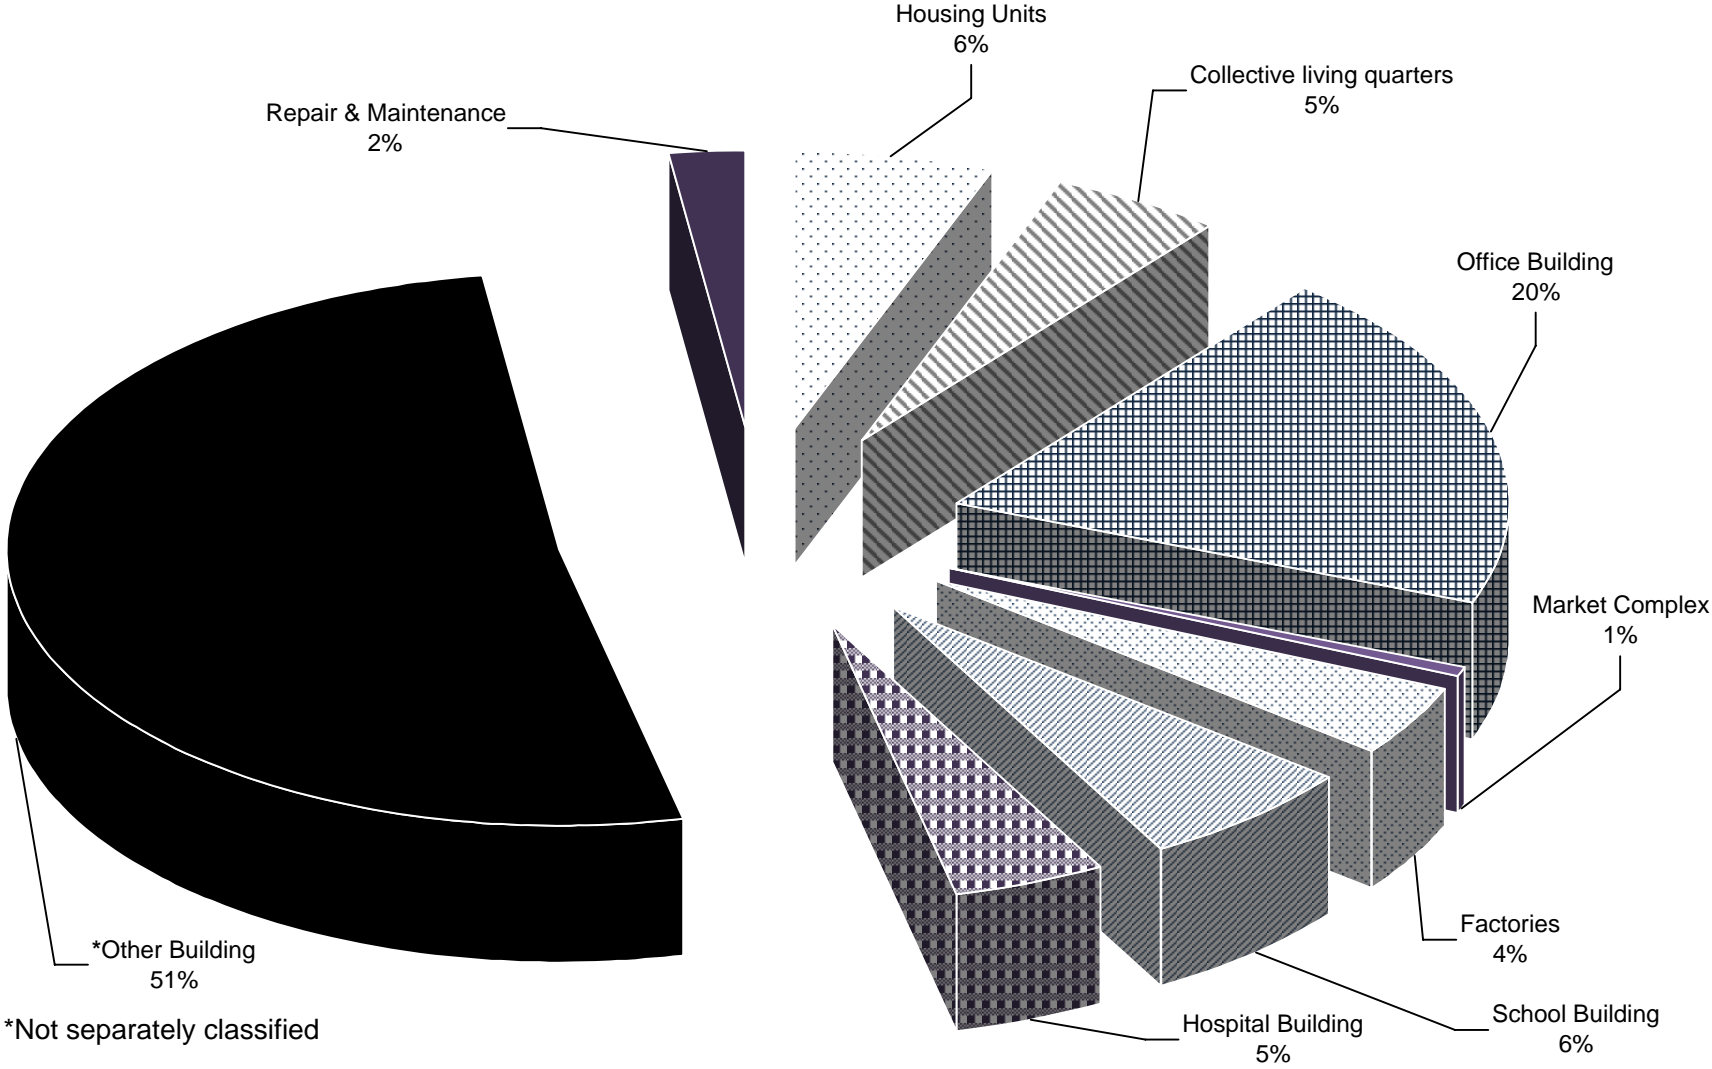 Housing Units
6%
Collective living quarters
5%
Repair & Maintenance
2%
Office Building
20%
Market Complex
1%
Factories
4%
School Building
6%
Hospital Building
5%
*Other Building
51%
*Not separately classified